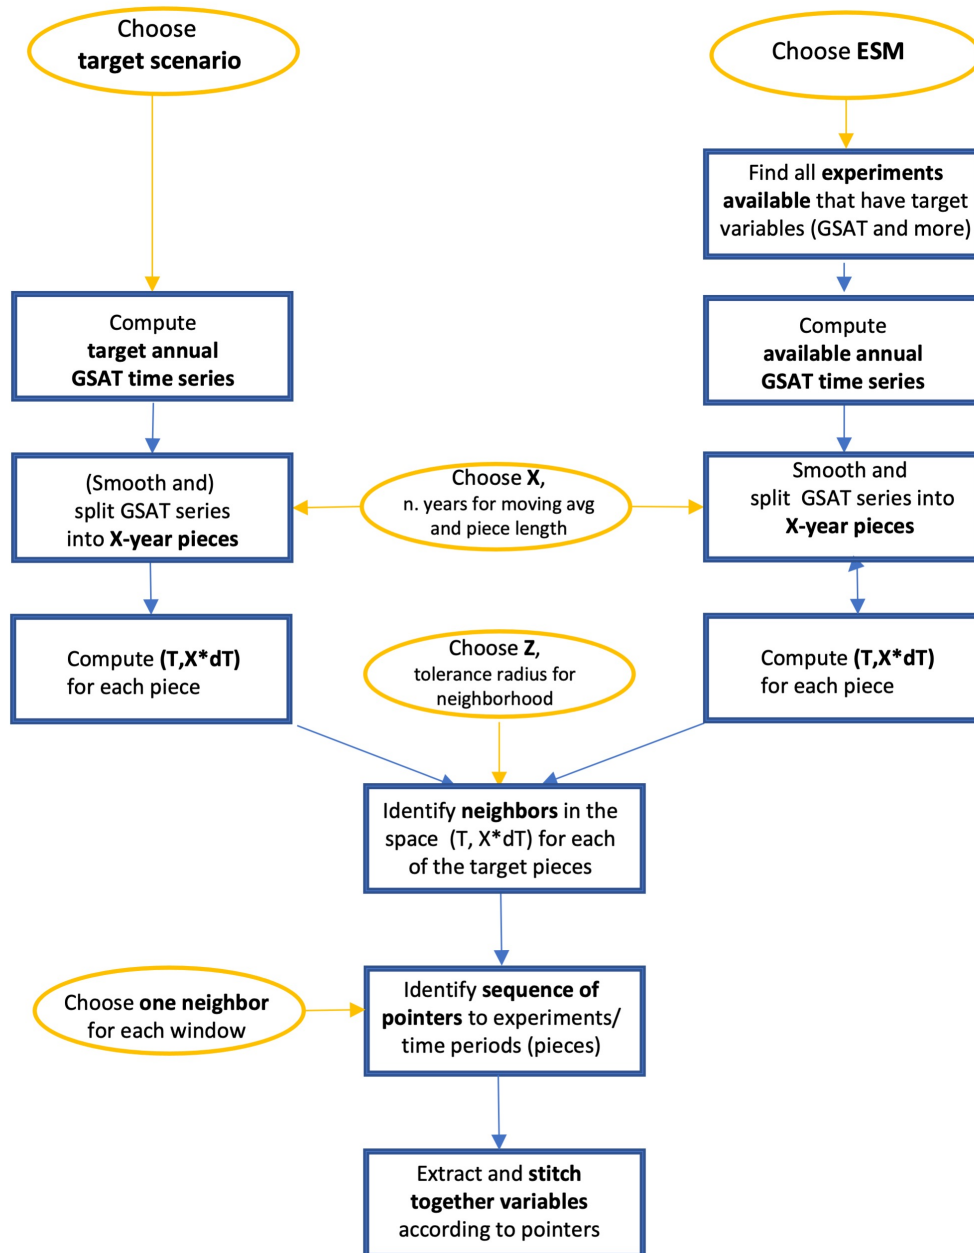 Choose
target scenario
Choose ESM
Find all experiments
available that have target
variables (GSAT and more)
Compute
target annual
GSAT time series
Compute
available annual
GSAT time series
(Smooth and)
split GSAT series
into X-year pieces
Choose X,
n. years for moving avg
and piece length
Smooth and
split GSAT series into
X-year pieces
Compute (T,X*dT)
for each piece
Choose Z,
tolerance radius for
neighborhood
Compute (T,X*dT)
for each piece
Identify neighbors in the
space (T, X*dT) for each
of the target pieces
Choose one neighbor
for each window
Identify sequence of
pointers to experiments/
time periods (pieces)
Extract and stitch
together variables
according to pointers